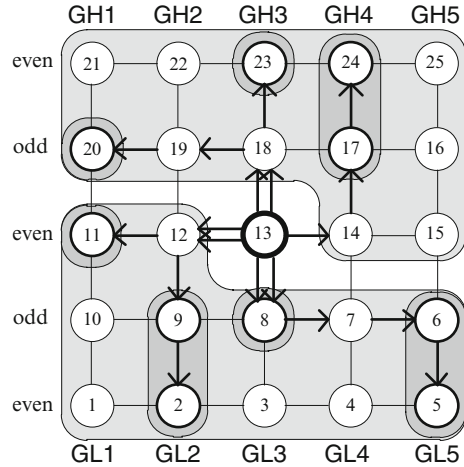 GH1 GH2 GH3 GH4 GH5
even 21 22 23 24 25
odd 20 19 18 17 16
even 11 12 13 14 15
odd 10 9 8 7 6
even 1 2 3 4 5
GL1 GL2 GL3 GL4 GL5